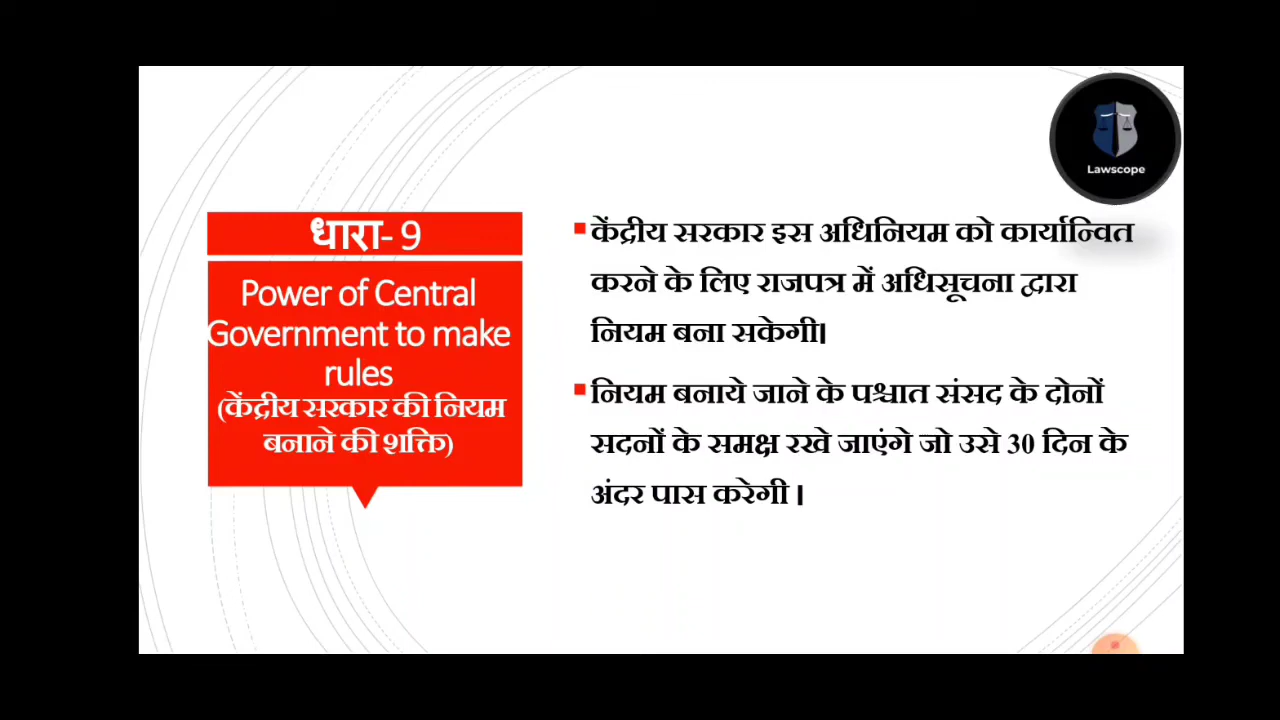 Lawscope
धारा- 9
Power of Central
Government to make
rules
(केंद्रीय सरकार की नियम
बनाने की शक्ति)
केंद्रीय सरकार इस अधिनियम को कार्यान्वित
करने के लिए राजपत्र में अधिसूचना द्वारा
नियम बना सकेगी।
नियम बनाये जाने के पश्चात संसद के दोनों
सदनों के समक्ष रखे जाएंगे जो उसे 30 दिन के
अंदर पास करेगी ।